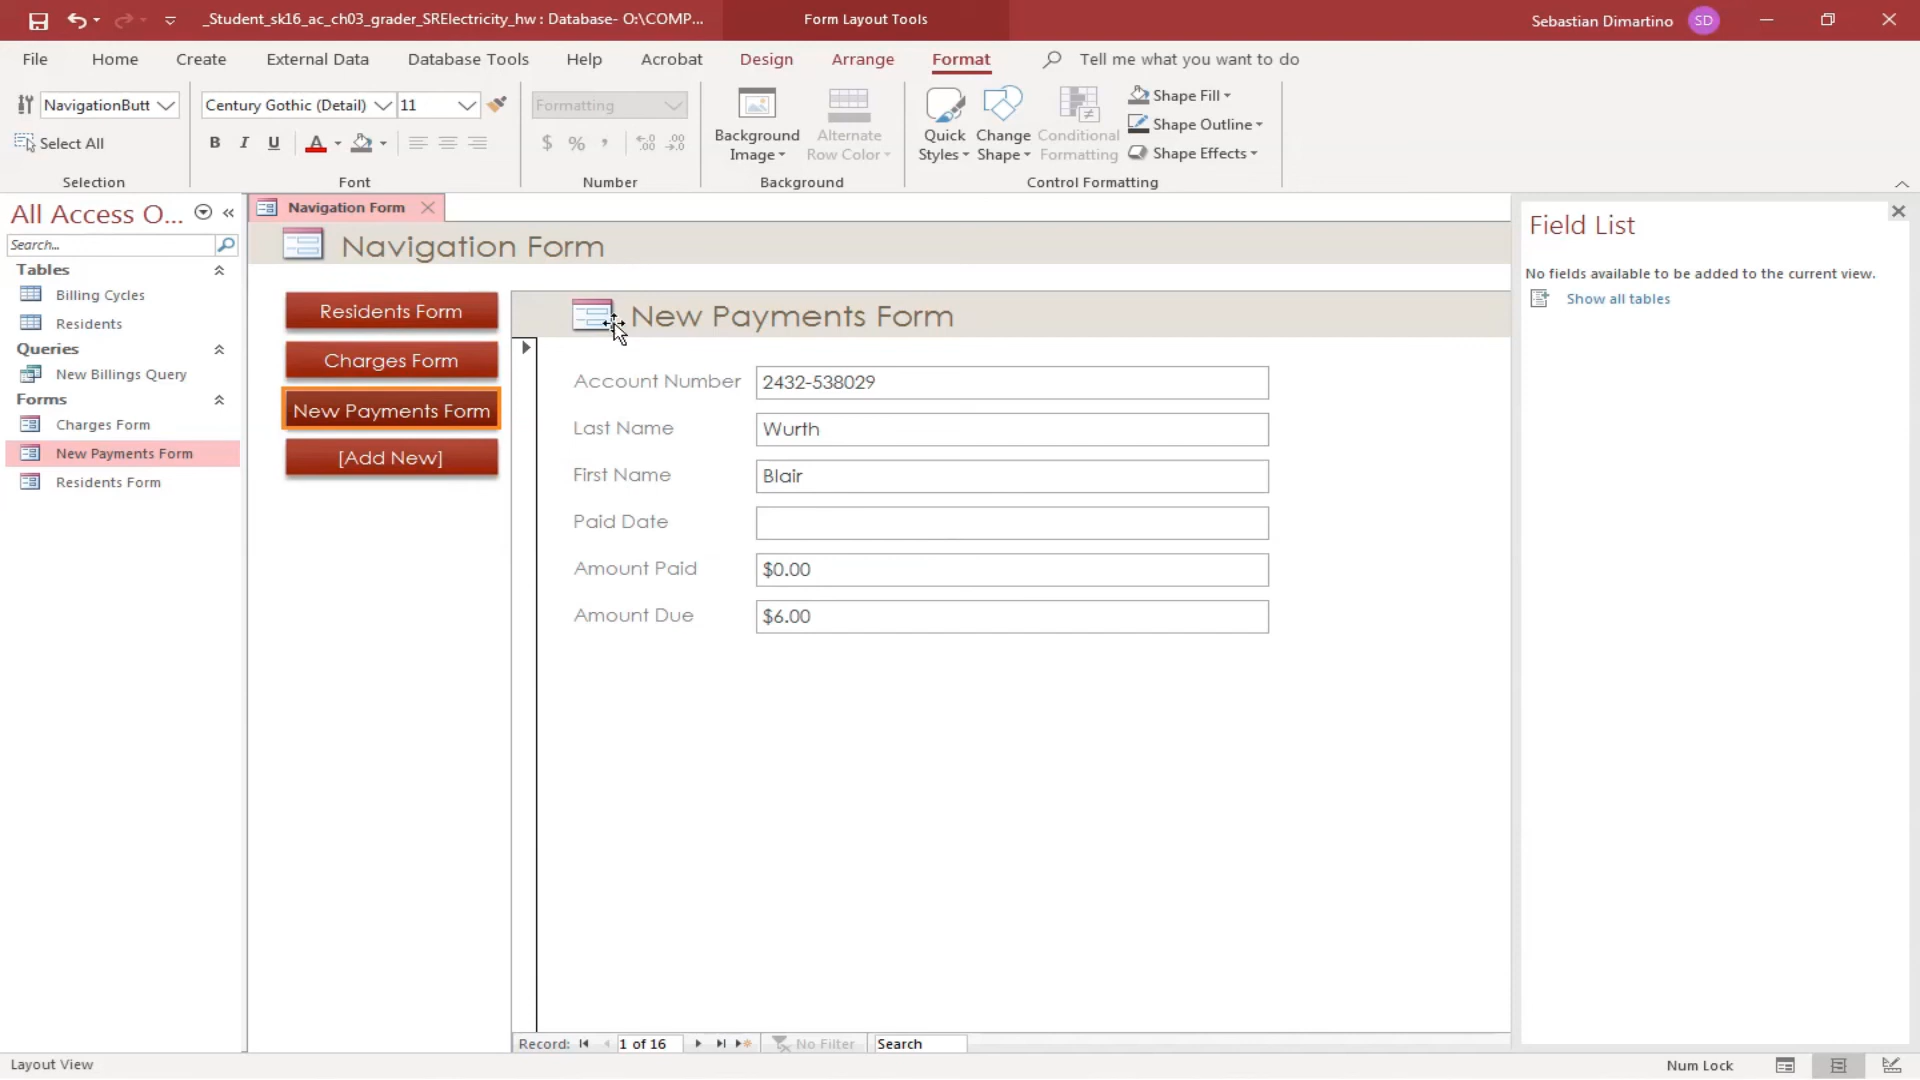 _Student_sk16_ac_ch03_grader_SRElectricity_hw : Database- O:\COMP...
Form Layout Tools
Sebastian Dimartino
SD
File
Home
Create
External Data
Database Tools
Help
Acrobat
Design
Arrange
Format
Tell me what you want to do
NavigationButt
Century Gothic (Detail)
11
Formatting
Select All
B I U A
$ % ,
Background Image
Alternate Row Color
Quick Styles
Change Shape
Conditional Formatting
Shape Fill
Shape Outline
Shape Effects
Selection
Font
Number
Background
Control Formatting
All Access O...
Search...
Tables
Billing Cycles
Residents
Queries
New Billings Query
Forms
Charges Form
New Payments Form
Residents Form
Navigation Form
Navigation Form
Residents Form
Charges Form
New Payments Form
[Add New]
New Payments Form
Account Number 2432-538029
Last Name Wurth
First Name Blair
Paid Date
Amount Paid $0.00
Amount Due $6.00
Record: 1 of 16 No Filter Search
Field List
No fields available to be added to the current view.
Show all tables
Layout View
Num Lock